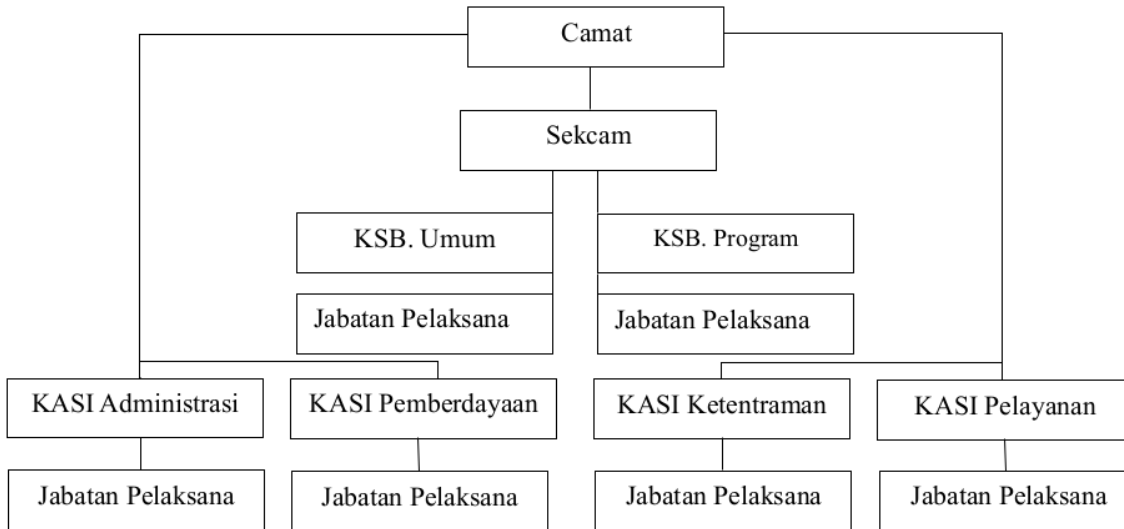 Camat
Sekcam
KSB. Umum
KSB. Program
Jabatan Pelaksana
Jabatan Pelaksana
KASI Administrasi
KASI Pemberdayaan
KASI Ketentraman
KASI Pelayanan
Jabatan Pelaksana
Jabatan Pelaksana
Jabatan Pelaksana
Jabatan Pelaksana